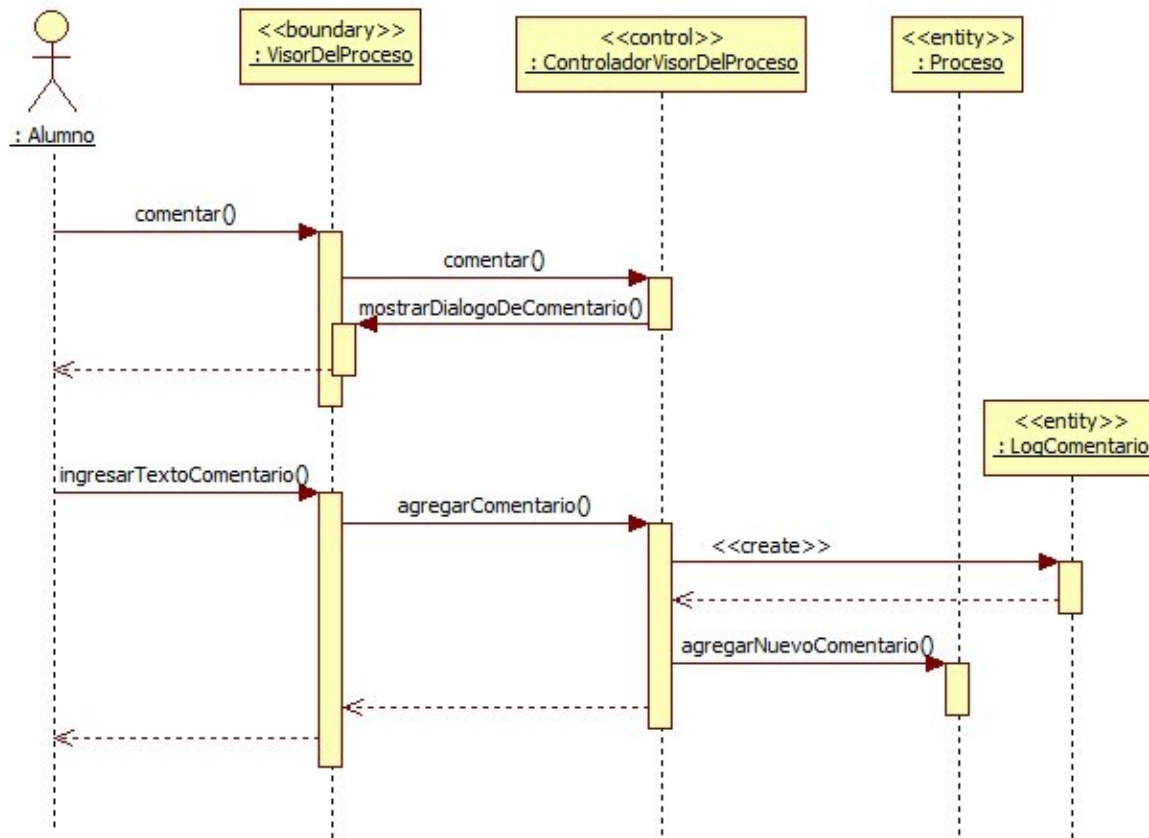 <<boundary>>
: VisorDelProceso
<<control>>
: ControladorVisorDelProceso
<<entity>>
: Proceso
: Alumno
comentar()
comentar()
mostrarDialogoDeComentario()
<<entity>>
: LogComentario
ingresarTextoComentario()
agregarComentario()
<<create>>
agregarNuevoComentario()